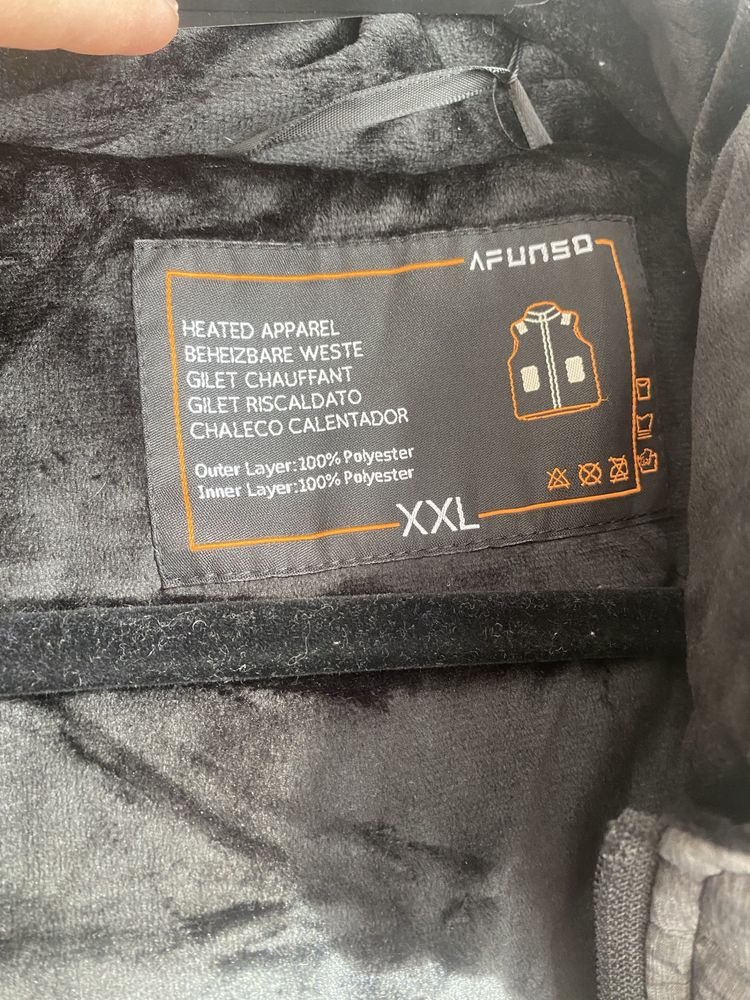 AFUNSO
HEATED APPAREL
BEHEIZBARE WESTE
GILET CHAUFFANT
GILET RISCALDATO
CHALECO CALENTADOR
Outer Layer:100% Polyester
Inner Layer:100% Polyester
XXL